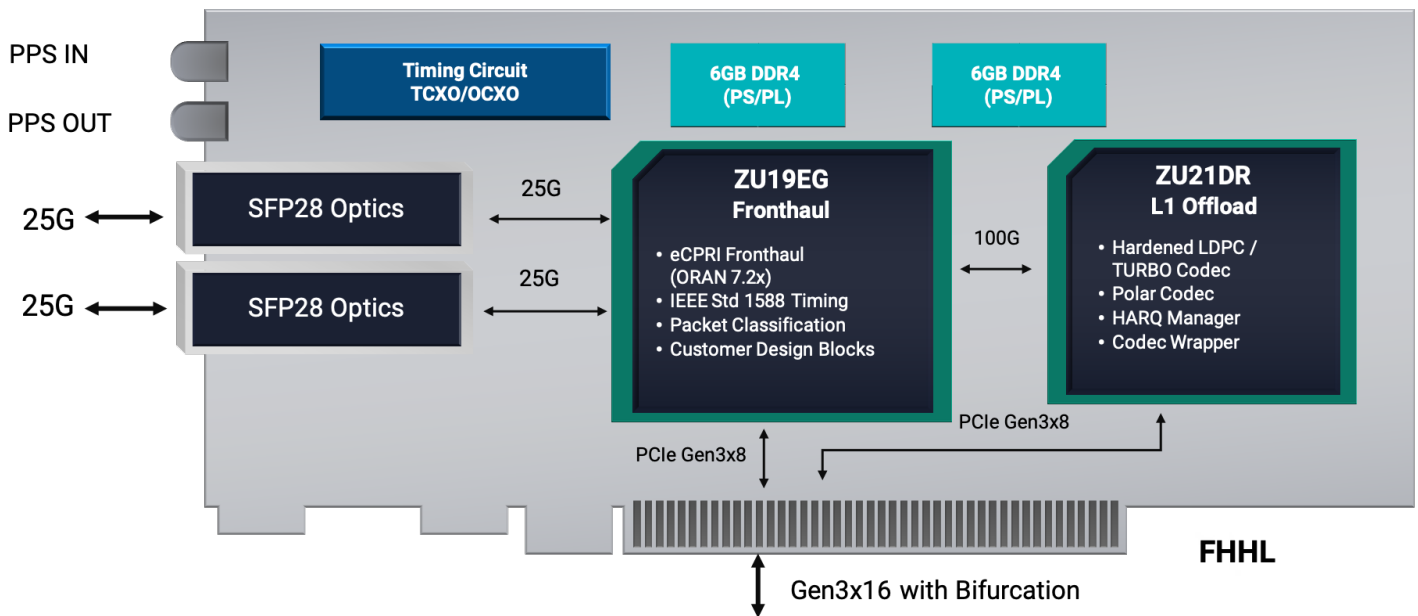 PPS IN
PPS OUT
Timing Circuit
TCXO/OCXO
6GB DDR4
(PS/PL)
6GB DDR4
(PS/PL)
25G
SFP28 Optics
25G
25G
SFP28 Optics
25G
ZU19EG
Fronthaul
• eCPRI Fronthaul
(ORAN 7.2x)
• IEEE Std 1588 Timing
• Packet Classification
• Customer Design Blocks
100G
ZU21DR
L1 Offload
• Hardened LDPC /
TURBO Codec
• Polar Codec
• HARQ Manager
• Codec Wrapper
PCIe Gen3x8
PCIe Gen3x8
FHHL
Gen3x16 with Bifurcation